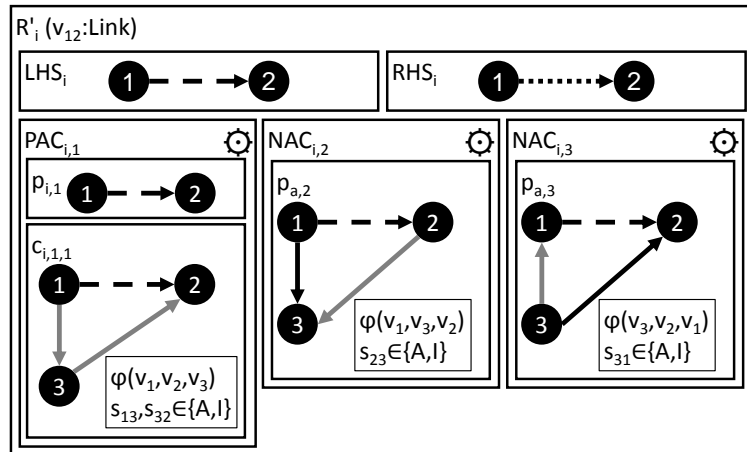 R'ᵢ (v₁₂:Link)
LHSᵢ
1
2
RHSᵢ
1
2
PACᵢ,₁
pᵢ,₁
1
2
cᵢ,₁,₁
1
2
3
φ(v₁,v₂,v₃)
s₁₃,s₃₂∈{A,I}
NACᵢ,₂
pₐ,₂
1
2
3
φ(v₁,v₃,v₂)
s₂₃∈{A,I}
NACᵢ,₃
pₐ,₃
1
2
3
φ(v₃,v₂,v₁)
s₃₁∈{A,I}